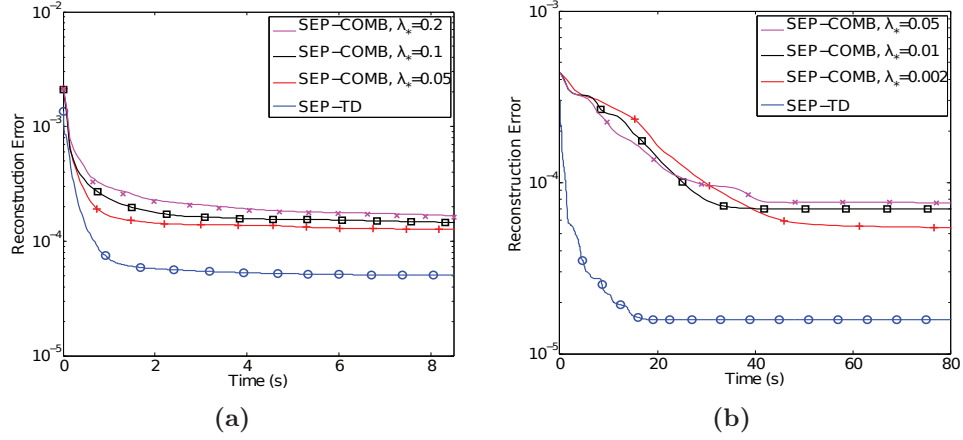 10^-2
10^-3
10^-4
10^-5
Reconstruction Error
0 2 4 6 8
Time (s)
SEP−COMB, λ*=0.2
SEP−COMB, λ*=0.1
SEP−COMB, λ*=0.05
SEP−TD
(a)
10^-3
10^-4
10^-5
Reconstruction Error
0 20 40 60 80
Time (s)
SEP−COMB, λ*=0.05
SEP−COMB, λ*=0.01
SEP−COMB, λ*=0.002
SEP−TD
(b)